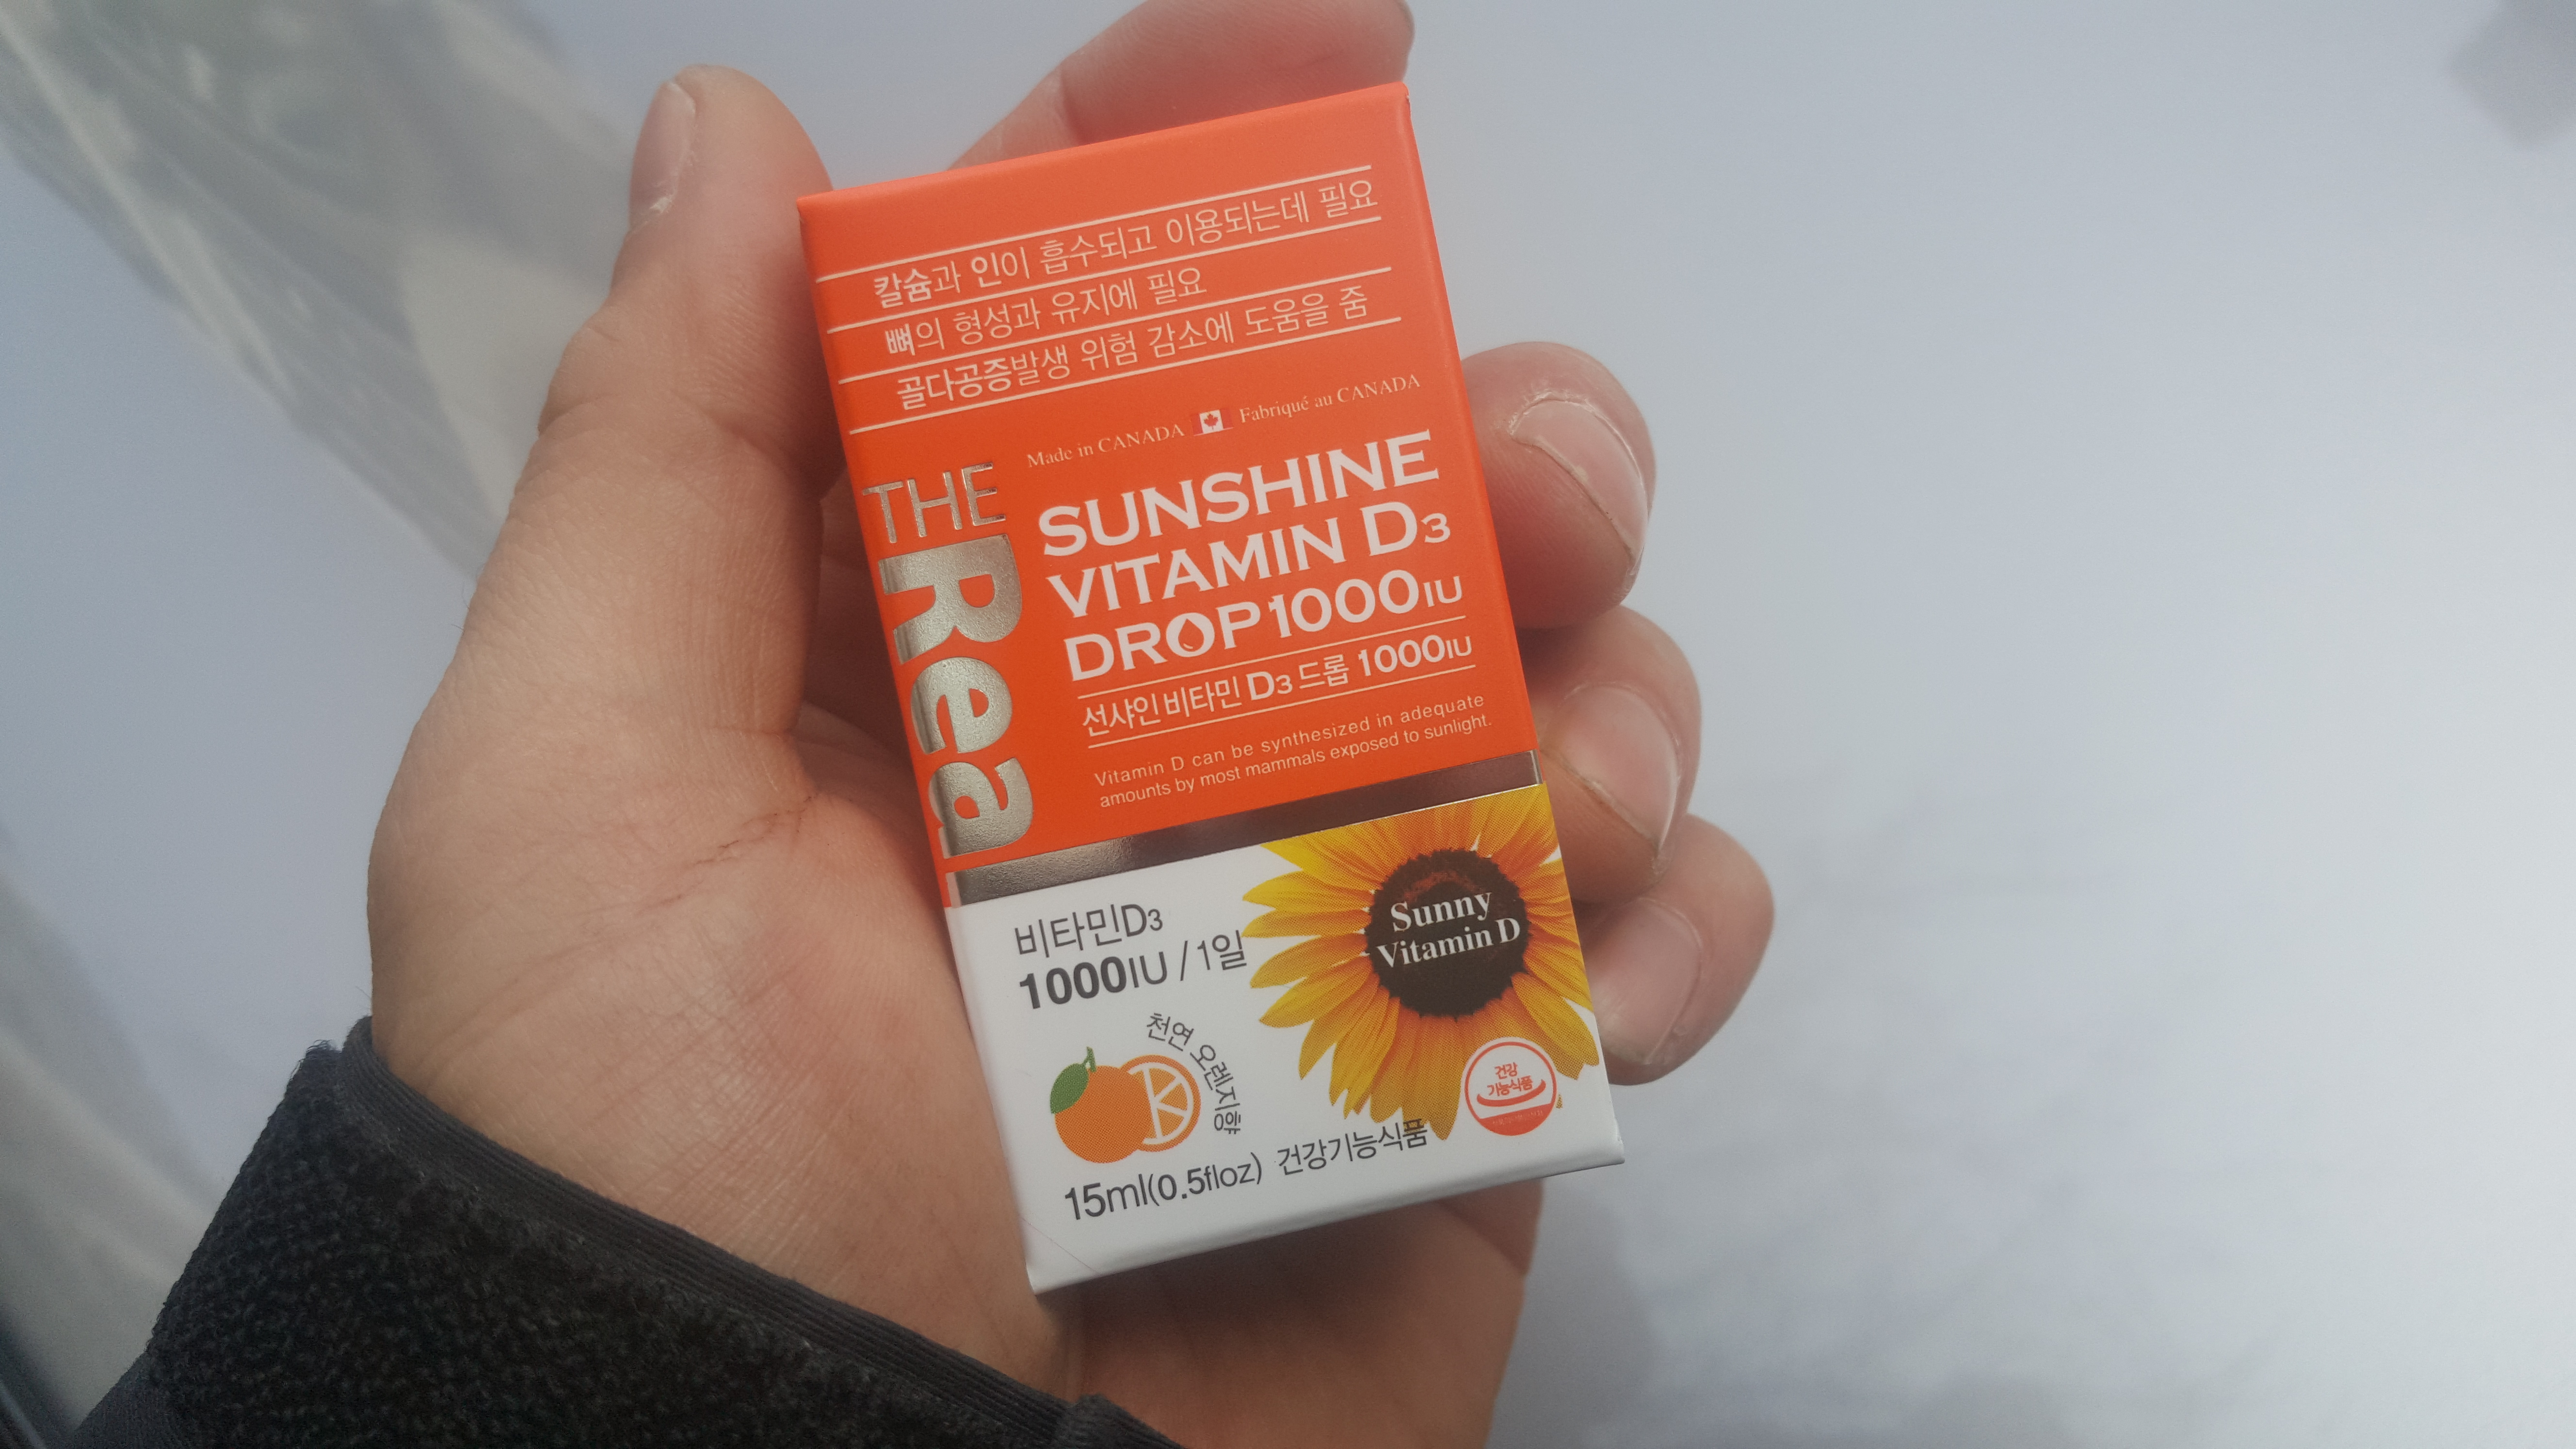 칼슘과 인이 흡수되고 이용되는데 필요
뼈의 형성과 유지에 필요
골다공증발생 위험 감소에 도움을 줌
Made in CANADA Fabriqué au CANADA
THE
Rea
SUNSHINE
VITAMIN D3
DROP1000IU
선샤인 비타민 D3 드롭 1000IU
Vitamin D can be synthesized in adequate
amounts by most mammals exposed to sunlight.
비타민D3
1000IU / 1일
Sunny
Vitamin D
천연 오렌지향
건강
기능식품
15ml(0.5floz) 건강기능식품